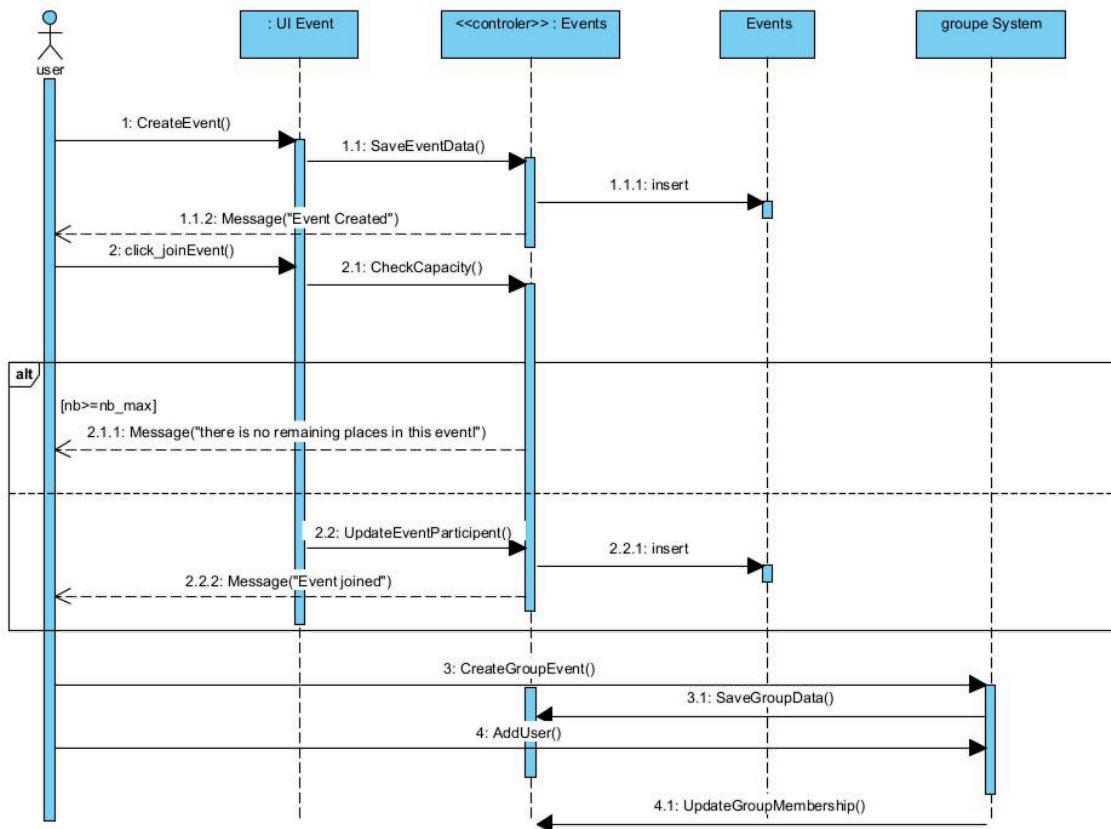 : UI Event
<<controler>> : Events
Events
groupe System
user
1: CreateEvent()
1.1: SaveEventData()
1.1.1: insert
1.1.2: Message("Event Created")
2: click_joinEvent()
2.1: CheckCapacity()
alt
[nb>=nb_max]
2.1.1: Message("there is no remaining places in this event!")
2.2: UpdateEventParticipent()
2.2.1: insert
2.2.2: Message("Event joined")
3: CreateGroupEvent()
3.1: SaveGroupData()
4: AddUser()
4.1: UpdateGroupMembership()